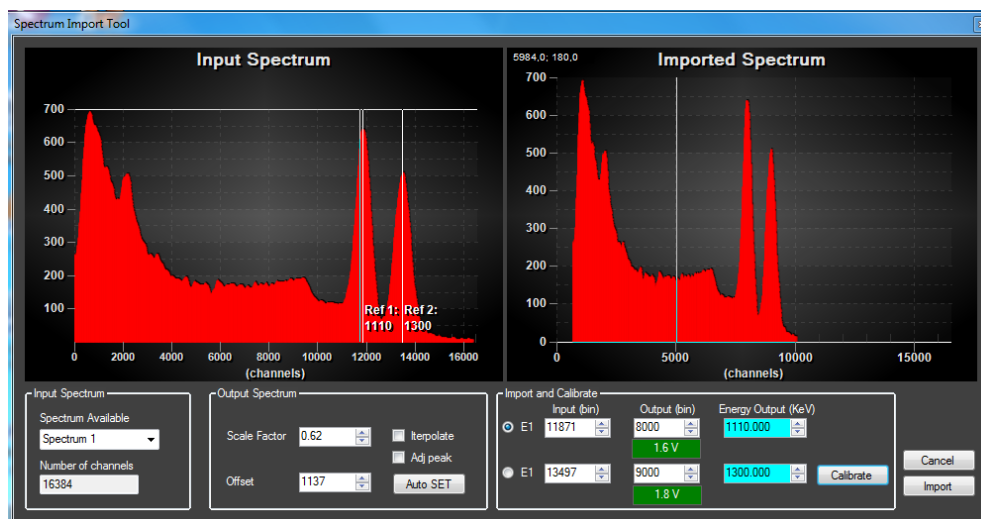 Spectrum Import Tool
Input Spectrum
700
600
500
400
300
200
100
Ref 1: Ref 2:
1110 1300
0 2000 4000 6000 8000 10000 12000 14000 16000
(channels)
5984,0; 180,0
Imported Spectrum
700
600
500
400
300
200
100
0
0 5000 10000 15000
(channels)
Input Spectrum
Spectrum Available
Spectrum 1
Number of channels
16384
Output Spectrum
Scale Factor 0.62 Iterpolate
Adj peak
Offset 1137 Auto SET
Import and Calibrate
Input (bin) Output (bin) Energy Output (KeV)
E1 11871 8000 1110.000
1.6 V
E1 13497 9000 1300.000 Calibrate
1.8 V
Cancel
Import